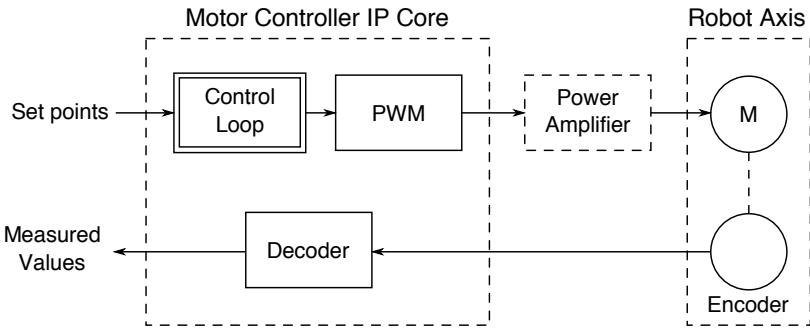 Motor Controller IP Core
Robot Axis
Set points
Control
Loop
PWM
Power
Amplifier
M
Measured
Values
Decoder
Encoder